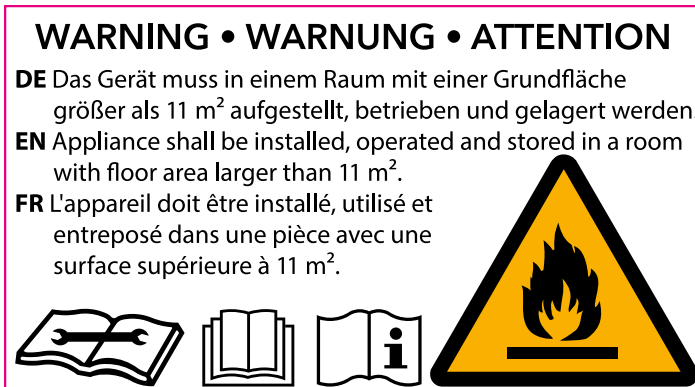 WARNING • WARNUNG • ATTENTION
DE Das Gerät muss in einem Raum mit einer Grundfläche
größer als 11 m² aufgestellt, betrieben und gelagert werden.
EN Appliance shall be installed, operated and stored in a room
with floor area larger than 11 m².
FR L'appareil doit être installé, utilisé et
entreposé dans une pièce avec une
surface supérieure à 11 m².
i